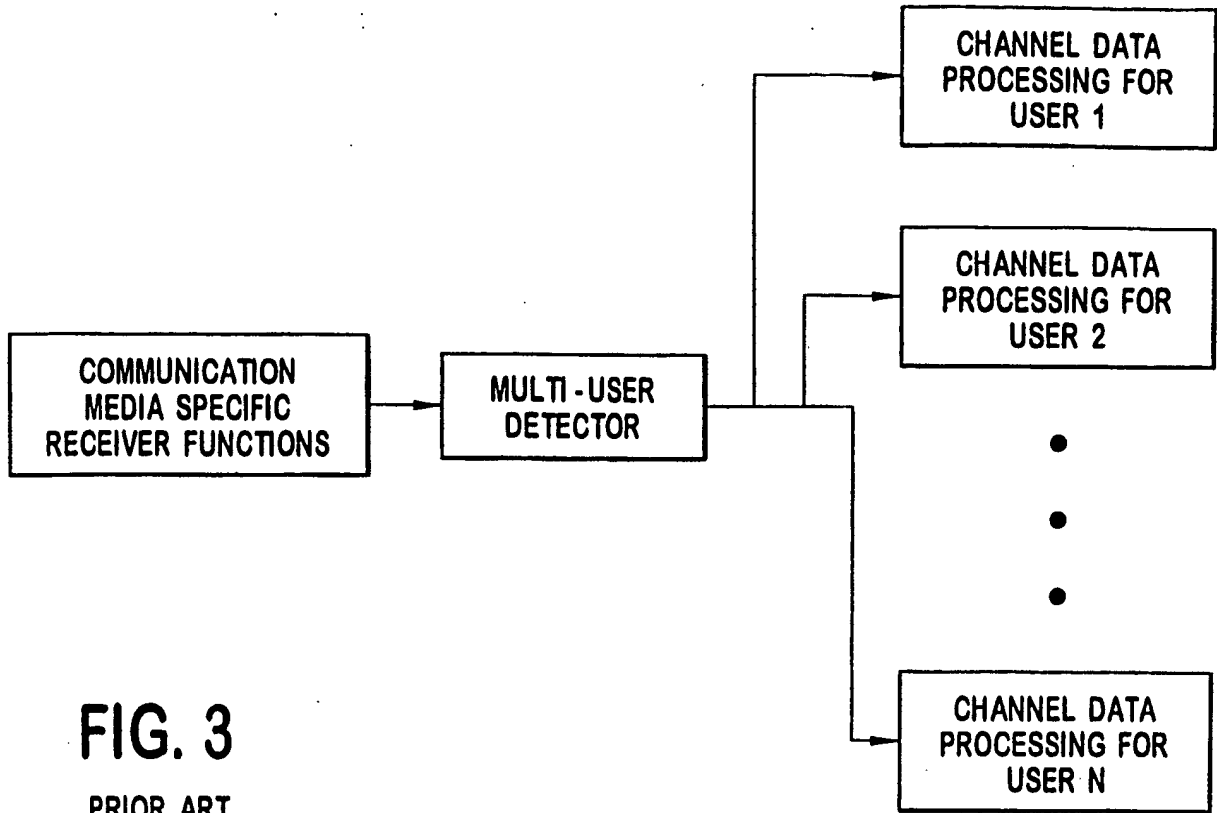 CHANNEL DATA
PROCESSING FOR
USER 1
CHANNEL DATA
PROCESSING FOR
USER 2
COMMUNICATION
MEDIA SPECIFIC
RECEIVER FUNCTIONS
MULTI-USER
DETECTOR
CHANNEL DATA
PROCESSING FOR
USER N
FIG. 3
PRIOR ART